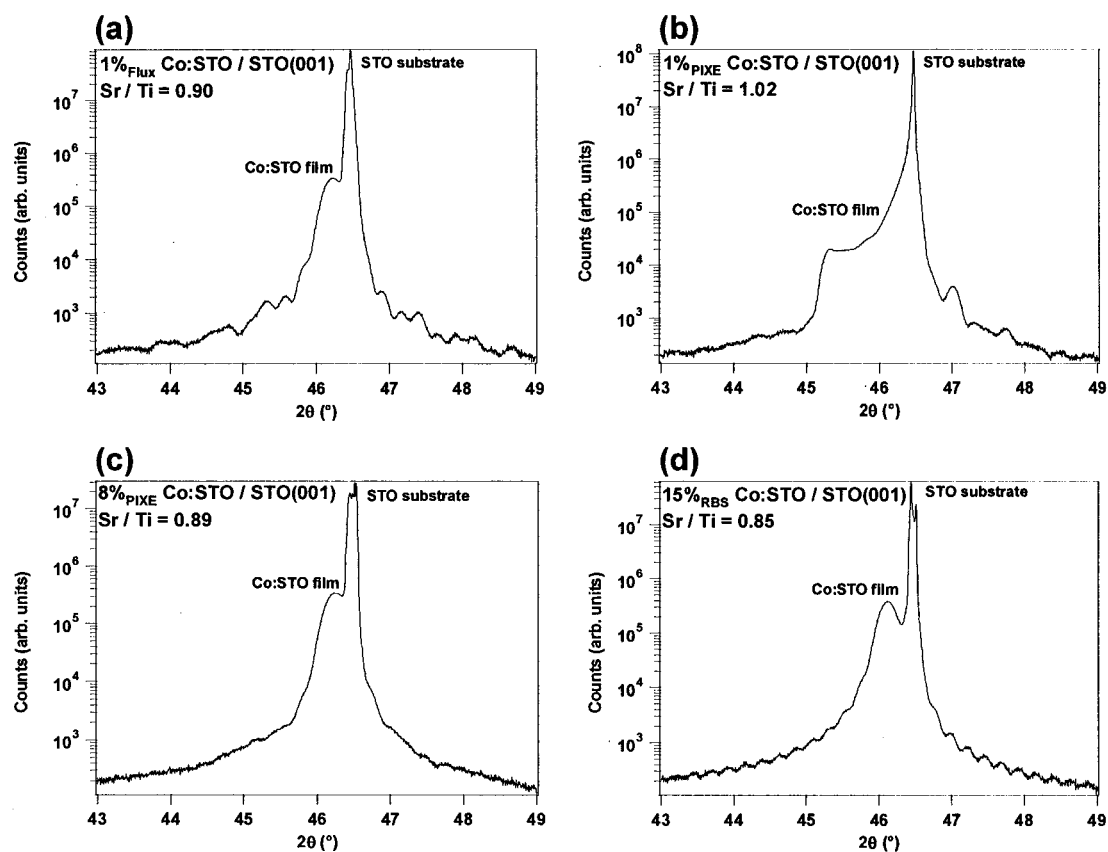 (a)
1%Flux Co:STO / STO(001)
Sr / Ti = 0.90
STO substrate
Co:STO film
Counts (arb. units)
10^7
10^6
10^5
10^4
10^3
43 44 45 46 47 48 49
2θ (°)
(b)
1%PIXE Co:STO / STO(001)
Sr / Ti = 1.02
STO substrate
Co:STO film
Counts (arb. units)
10^8
10^7
10^6
10^5
10^4
10^3
43 44 45 46 47 48 49
2θ (°)
(c)
8%PIXE Co:STO / STO(001)
Sr / Ti = 0.89
STO substrate
Co:STO film
Counts (arb. units)
10^7
10^6
10^5
10^4
10^3
43 44 45 46 47 48 49
2θ (°)
(d)
15%RBS Co:STO / STO(001)
Sr / Ti = 0.85
STO substrate
Co:STO film
Counts (arb. units)
10^7
10^6
10^5
10^4
10^3
43 44 45 46 47 48 49
2θ (°)